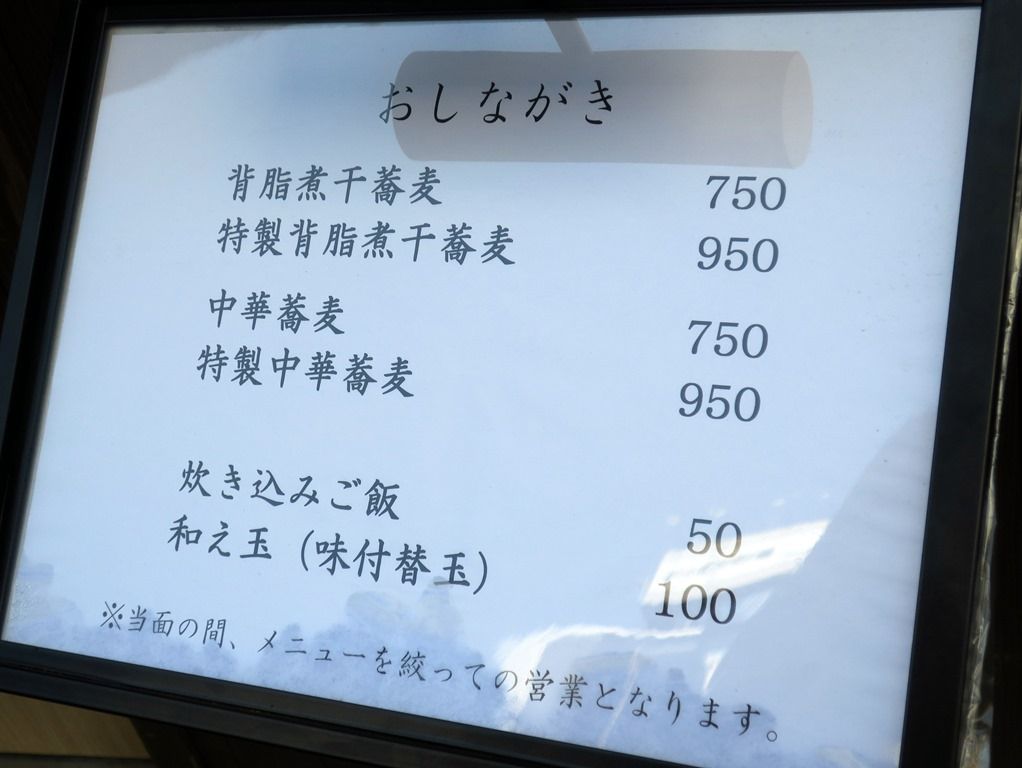 おしながき
背脂煮干蕎麦 750
特製背脂煮干蕎麦 950
中華蕎麦 750
特製中華蕎麦 950
炊き込みご飯 50
和え玉（味付替玉） 100
※当面の間、メニューを絞っての営業となります。